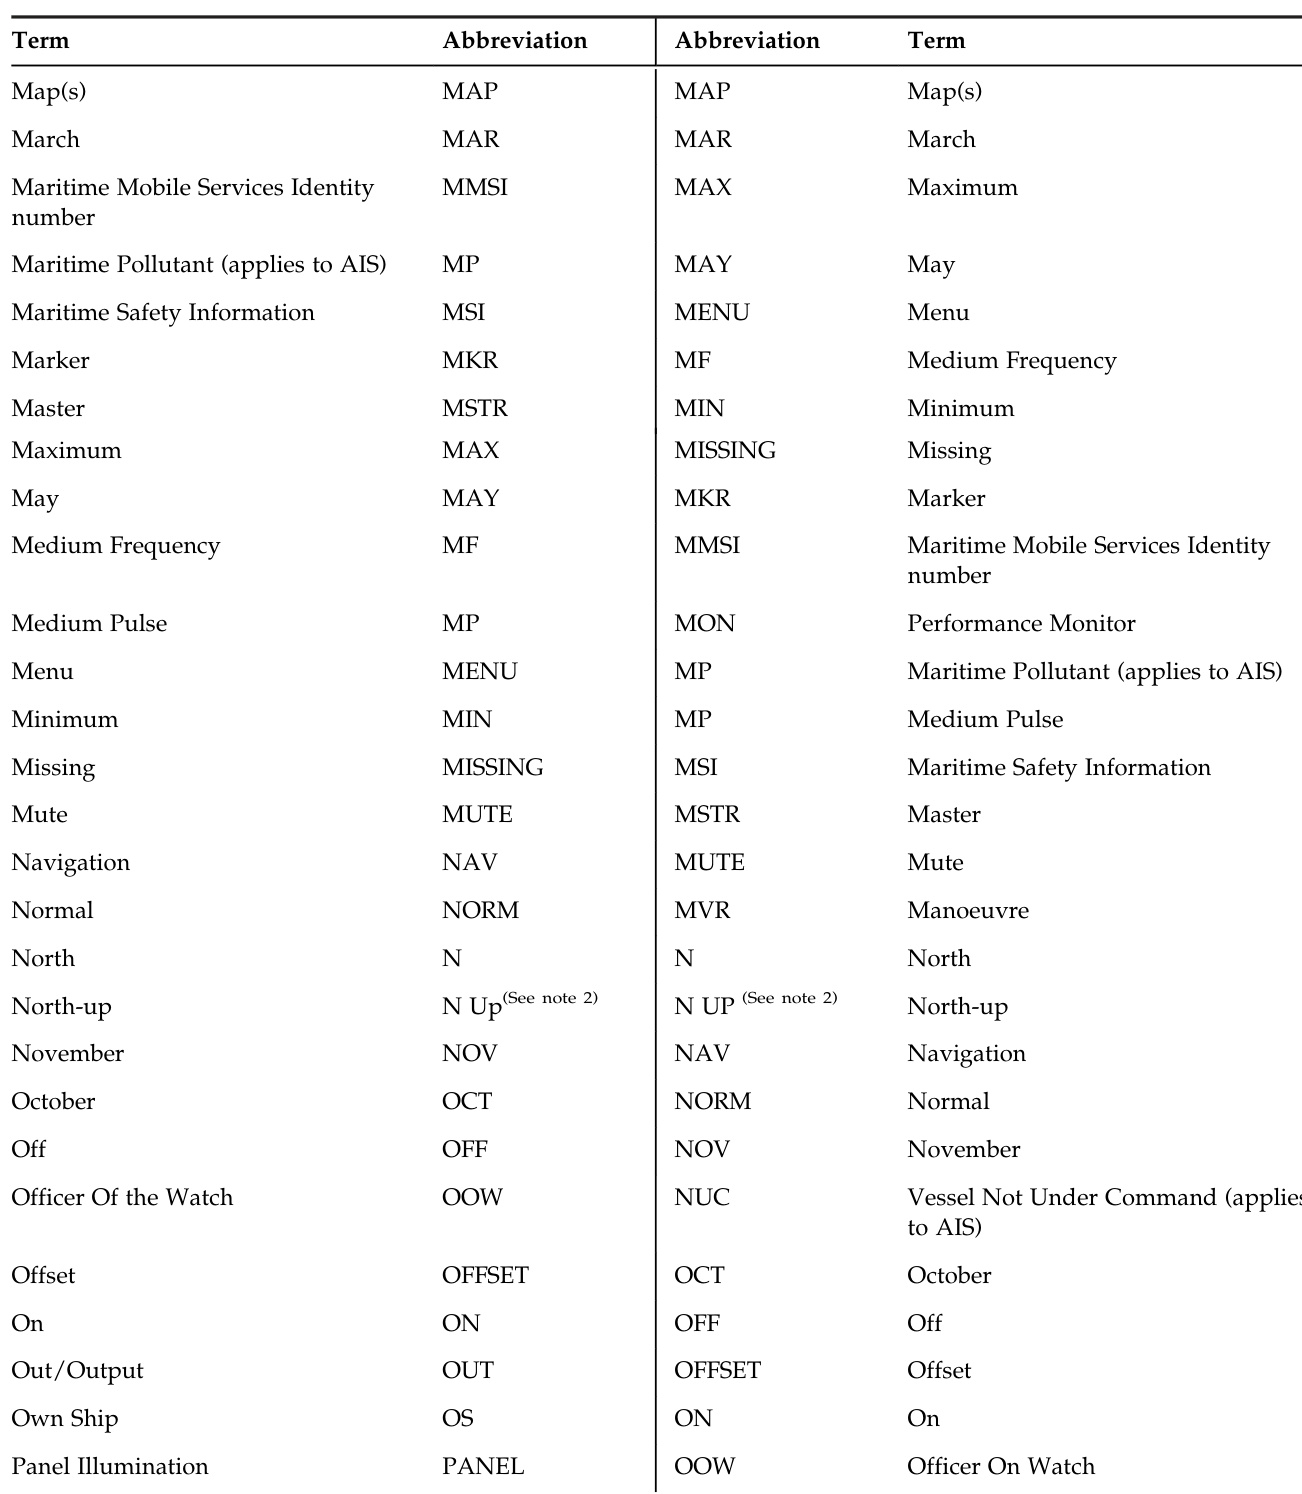 Term Abbreviation Abbreviation Term
Map(s) MAP MAP Map(s)
March MAR MAR March
Maritime Mobile Services Identity MMSI MAX Maximum
number
Maritime Pollutant (applies to AIS) MP MAY May
Maritime Safety Information MSI MENU Menu
Marker MKR MF Medium Frequency
Master MSTR MIN Minimum
Maximum MAX MISSING Missing
May MAY MKR Marker
Medium Frequency MF MMSI Maritime Mobile Services Identity
number
Medium Pulse MP MON Performance Monitor
Menu MENU MP Maritime Pollutant (applies to AIS)
Minimum MIN MP Medium Pulse
Missing MISSING MSI Maritime Safety Information
Mute MUTE MSTR Master
Navigation NAV MUTE Mute
Normal NORM MVR Manoeuvre
North N N North
North-up N Up(See note 2) N UP (See note 2) North-up
November NOV NAV Navigation
October OCT NORM Normal
Off OFF NOV November
Officer Of the Watch OOW NUC Vessel Not Under Command (applies
to AIS)
Offset OFFSET OCT October
On ON OFF Off
Out/Output OUT OFFSET Offset
Own Ship OS ON On
Panel Illumination PANEL OOW Officer On Watch